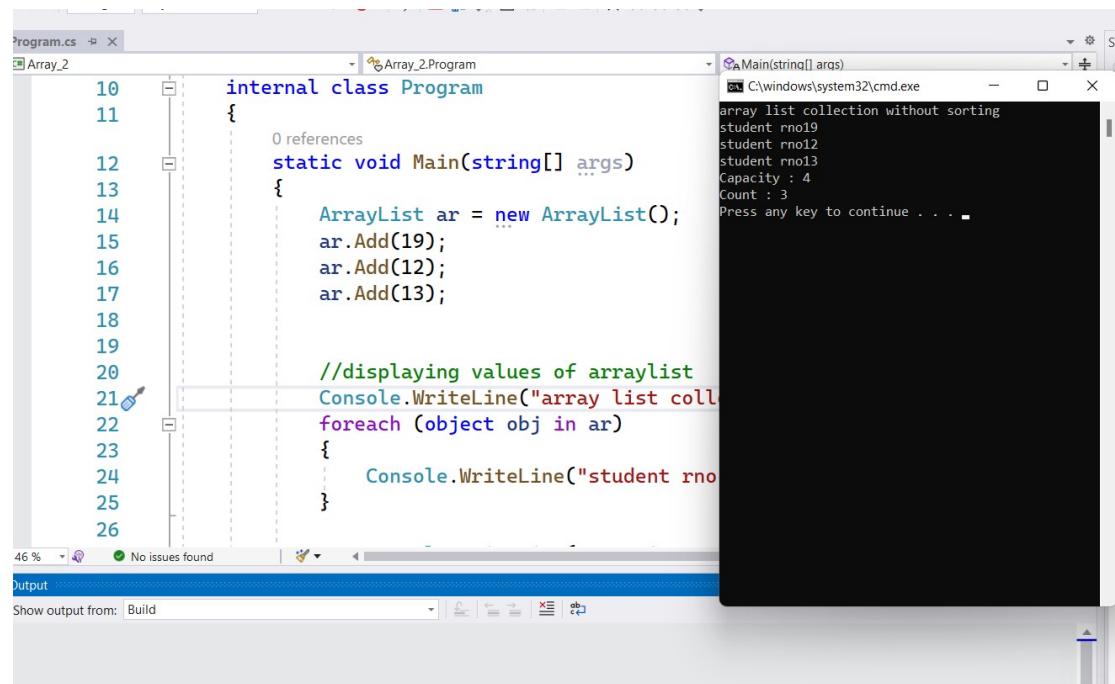 Program.cs
Array_2
Array_2.Program
Main(string[] args)
10 internal class Program
11 {
0 references
12 static void Main(string[] args)
13 {
14 ArrayList ar = new ArrayList();
15 ar.Add(19);
16 ar.Add(12);
17 ar.Add(13);
18
19
20 //displaying values of arraylist
21 Console.WriteLine("array list coll
22 foreach (object obj in ar)
23 {
24 Console.WriteLine("student rno
25 }
26
46 %
No issues found
Output
Show output from: Build
C:\windows\system32\cmd.exe
array list collection without sorting
student rno19
student rno12
student rno13
Capacity : 4
Count : 3
Press any key to continue . . .